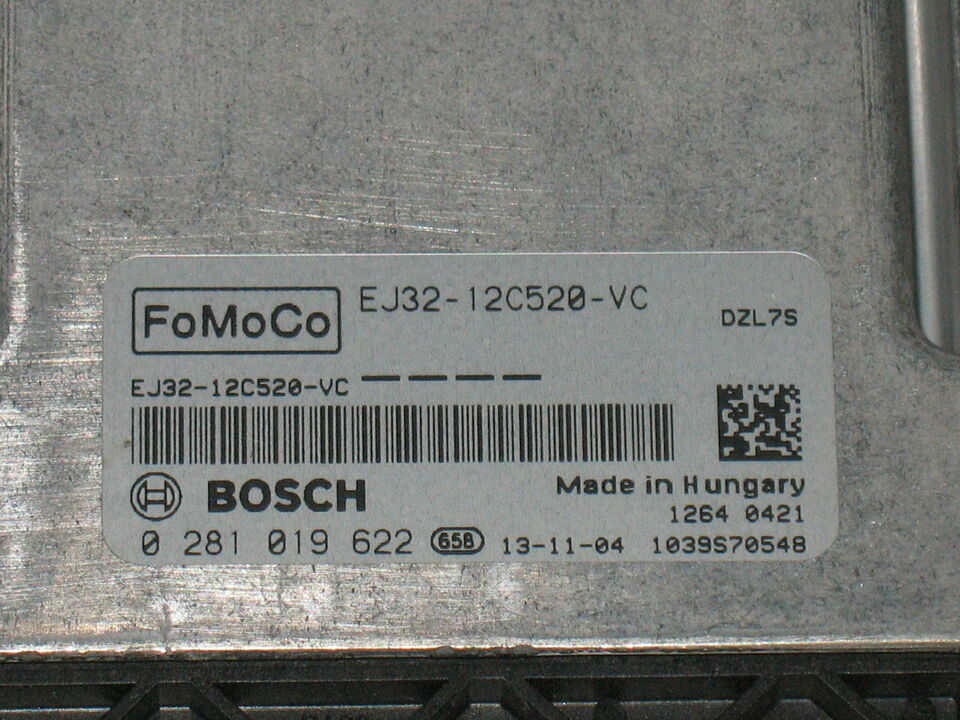 FoMoCo EJ32-12C520-VC
DZL7S
EJ32-12C520-VC — — — —
BOSCH Made in Hungary
1264 0421
0 281 019 622 658 13-11-04 1039S70548